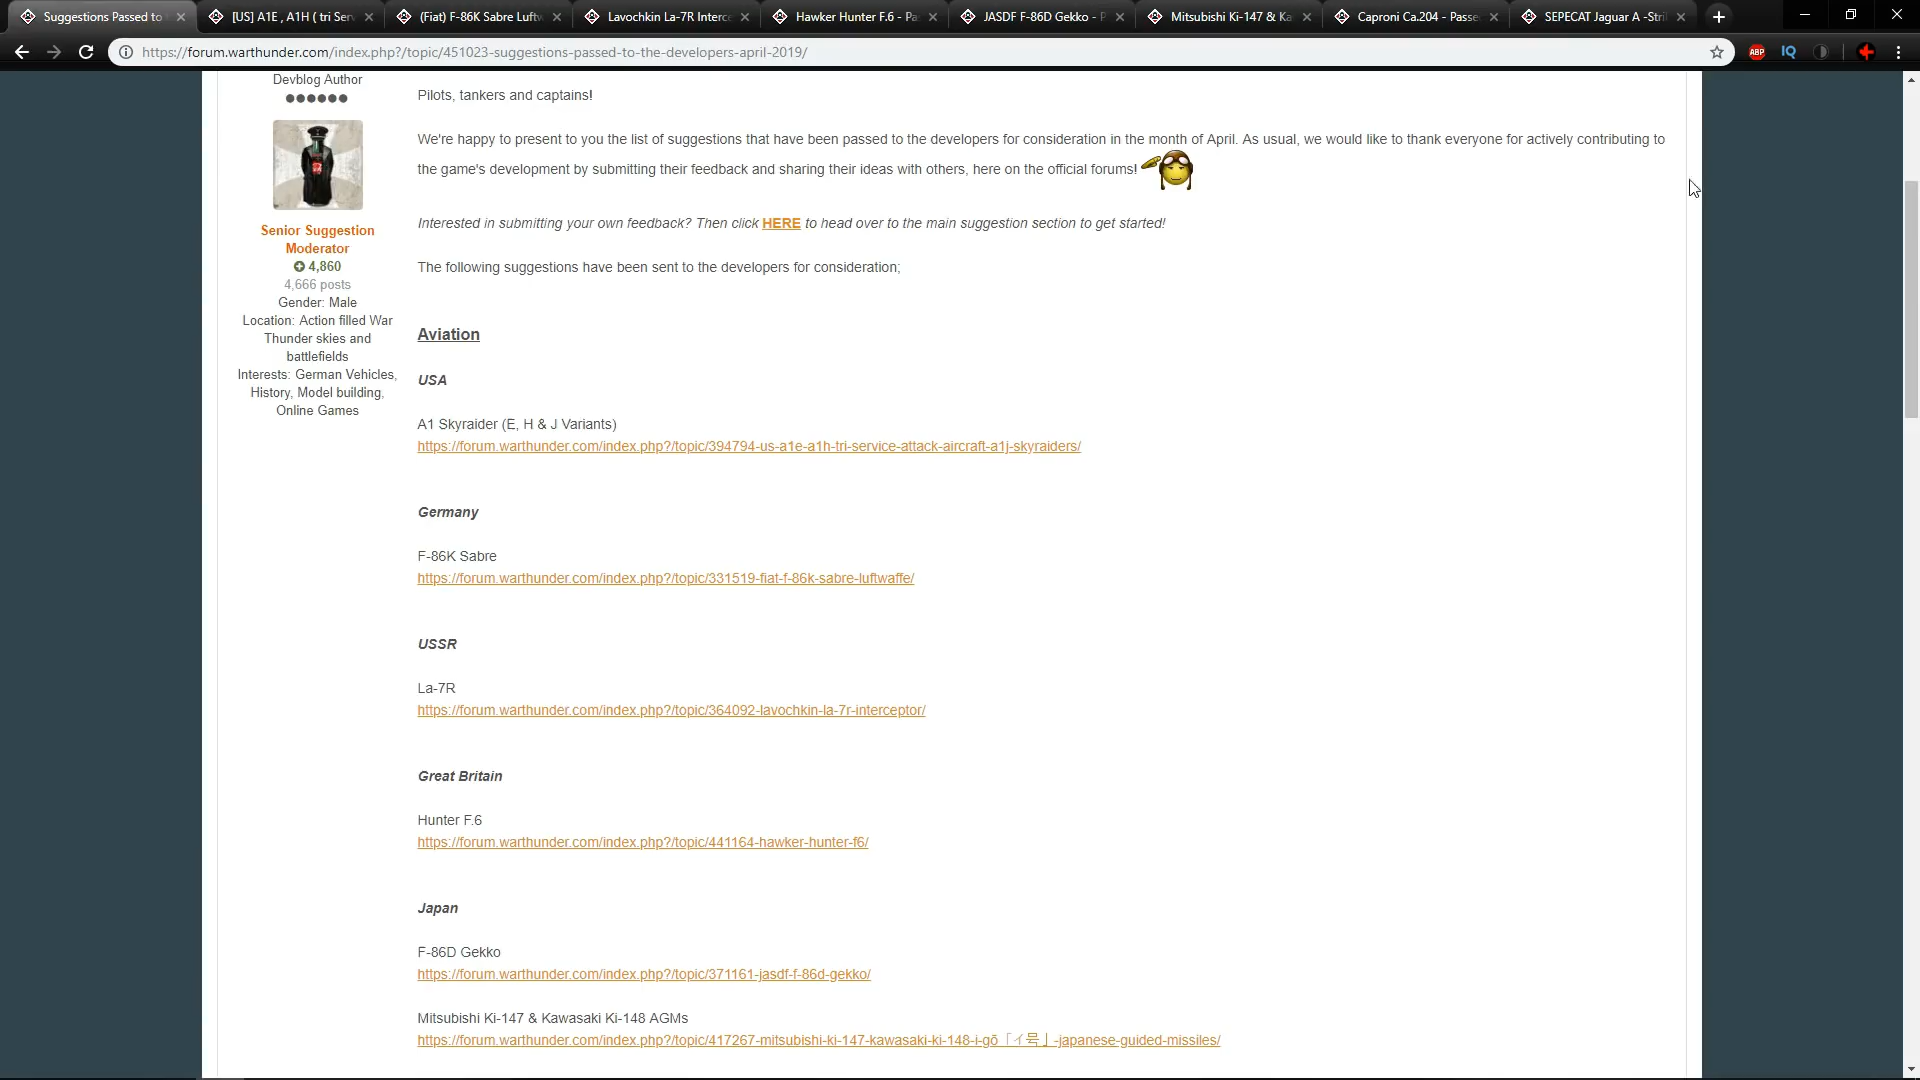 Suggestions Passed to
[US] A1E , A1H ( tri Ser
(Fiat) F-86K Sabre Luftw
Lavochkin La-7R Interce
Hawker Hunter F.6 - Pa
JASDF F-86D Gekko - P
Mitsubishi Ki-147 & Ka
Caproni Ca.204 - Passe
SEPECAT Jaguar A -Stri
https://forum.warthunder.com/index.php?/topic/451023-suggestions-passed-to-the-developers-april-2019/
ABP
IQ
Devblog Author
Senior Suggestion
Moderator
4,860
4,666 posts
Gender: Male
Location: Action filled War
Thunder skies and
battlefields
Interests: German Vehicles,
History, Model building,
Online Games
Pilots, tankers and captains!
We're happy to present to you the list of suggestions that have been passed to the developers for consideration in the month of April. As usual, we would like to thank everyone for actively contributing to
the game's development by submitting their feedback and sharing their ideas with others, here on the official forums!
Interested in submitting your own feedback? Then click HERE to head over to the main suggestion section to get started!
The following suggestions have been sent to the developers for consideration;
Aviation
USA
A1 Skyraider (E, H & J Variants)
https://forum.warthunder.com/index.php?/topic/394794-us-a1e-a1h-tri-service-attack-aircraft-a1j-skyraiders/
Germany
F-86K Sabre
https://forum.warthunder.com/index.php?/topic/331519-fiat-f-86k-sabre-luftwaffe/
USSR
La-7R
https://forum.warthunder.com/index.php?/topic/364092-lavochkin-la-7r-interceptor/
Great Britain
Hunter F.6
https://forum.warthunder.com/index.php?/topic/441164-hawker-hunter-f6/
Japan
F-86D Gekko
https://forum.warthunder.com/index.php?/topic/371161-jasdf-f-86d-gekko/
Mitsubishi Ki-147 & Kawasaki Ki-148 AGMs
https://forum.warthunder.com/index.php?/topic/417267-mitsubishi-ki-147-kawasaki-ki-148-i-gō「イ号」-japanese-guided-missiles/